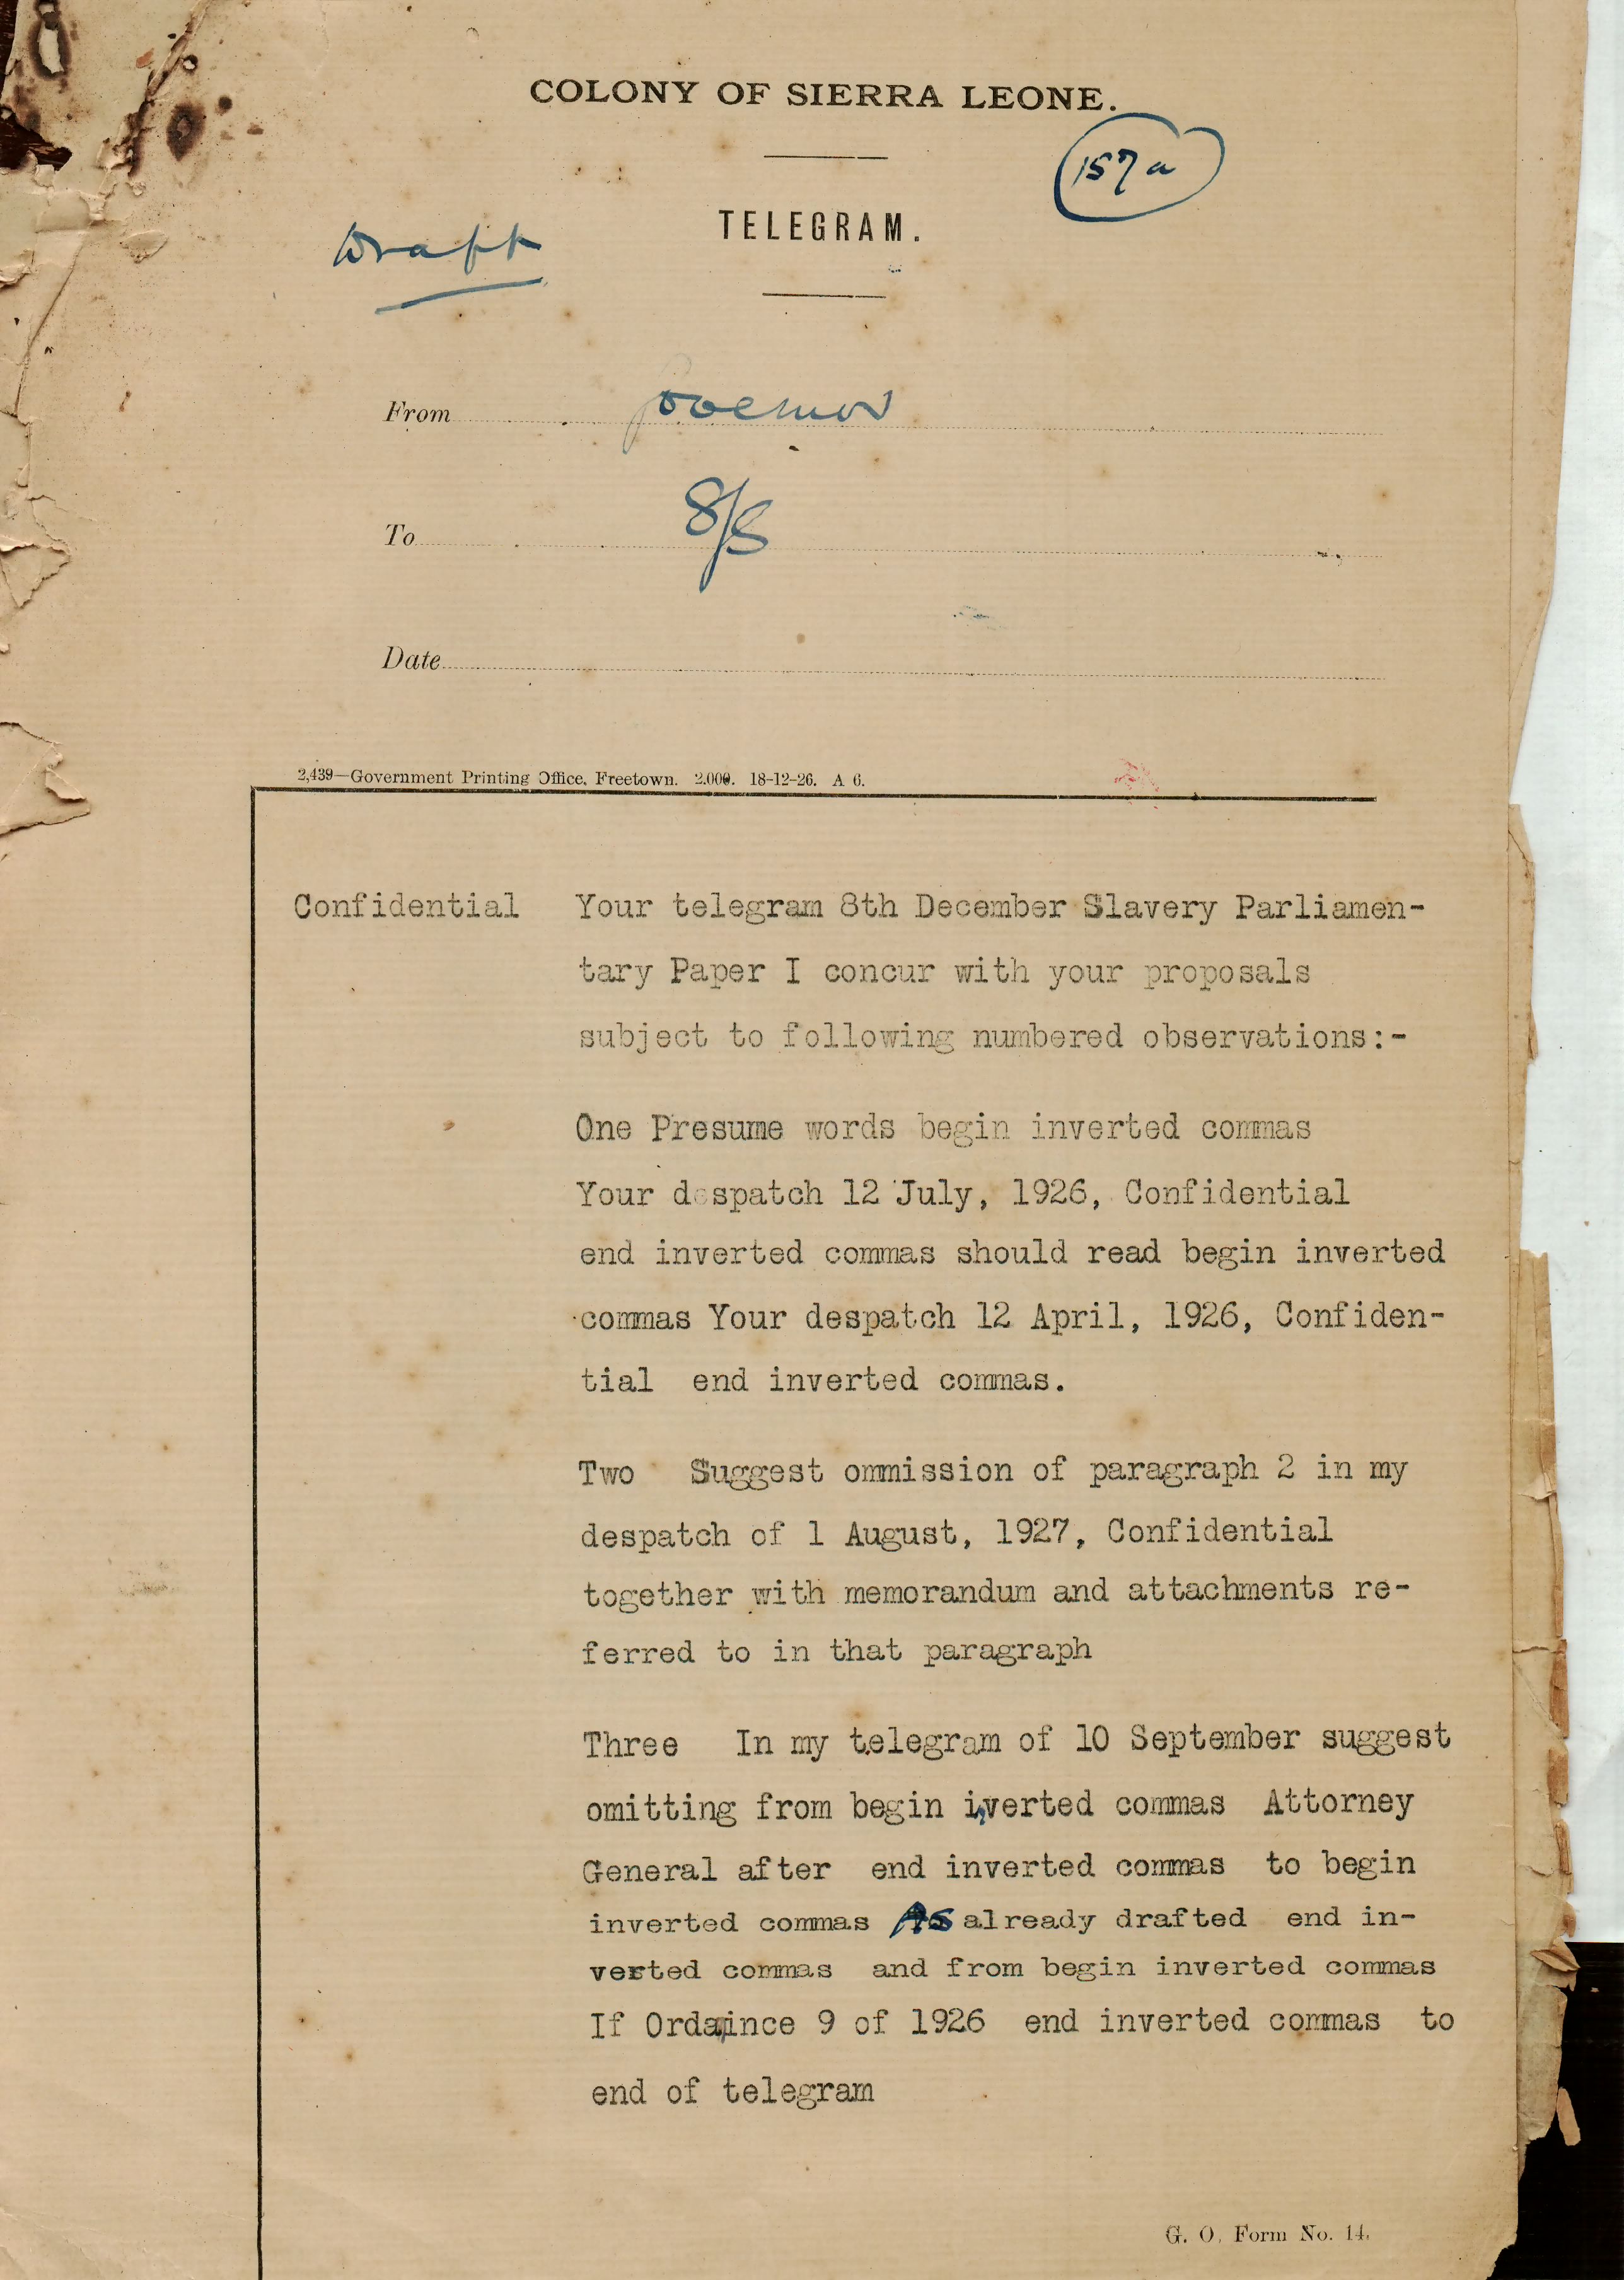 COLONY OF SIERRA LEONE.
157a
TELEGRAM.
Draft
From Governor
To S/S
Date
2,439—Government Printing Office, Freetown. 2.000. 18-12-26. A 6.
Confidential Your telegram 8th December Slavery Parliamen-
tary Paper I concur with your proposals
subject to following numbered observations:-
One Presume words begin inverted commas
Your despatch 12 July, 1926, Confidential
end inverted commas should read begin inverted
commas Your despatch 12 April, 1926, Confiden-
tial end inverted commas.
Two Suggest ommission of paragraph 2 in my
despatch of 1 August, 1927, Confidential
together with memorandum and attachments re-
ferred to in that paragraph
Three In my telegram of 10 September suggest
omitting from begin inverted commas Attorney
General after end inverted commas to begin
inverted commas As already drafted end in-
verted commas and from begin inverted commas
If Ordaince 9 of 1926 end inverted commas to
end of telegram
G. O. Form No. 14.